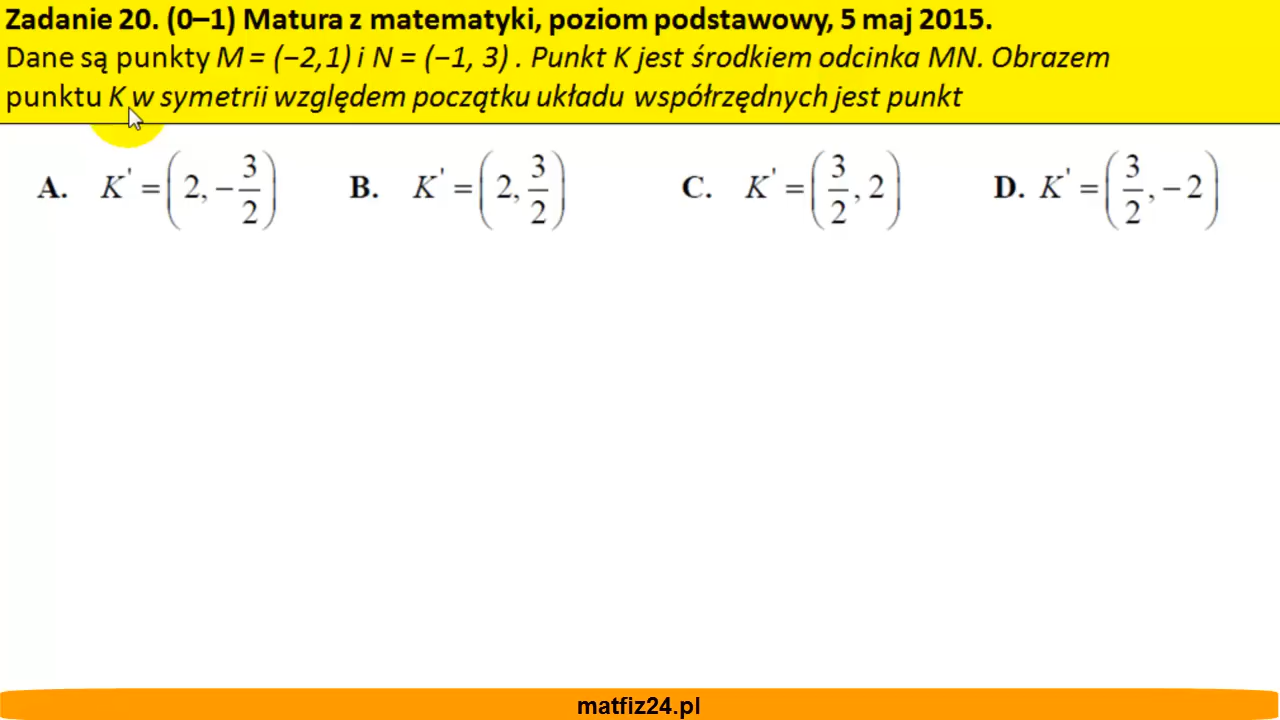 Zadanie 20. (0–1) Matura z matematyki, poziom podstawowy, 5 maj 2015.
Dane są punkty M = (−2,1) i N = (−1, 3) . Punkt K jest środkiem odcinka MN. Obrazem
punktu K w symetrii względem początku układu współrzędnych jest punkt
A. K' = (2, −3/2) B. K' = (2, 3/2) C. K' = (3/2, 2) D. K' = (3/2, −2)
matfiz24.pl